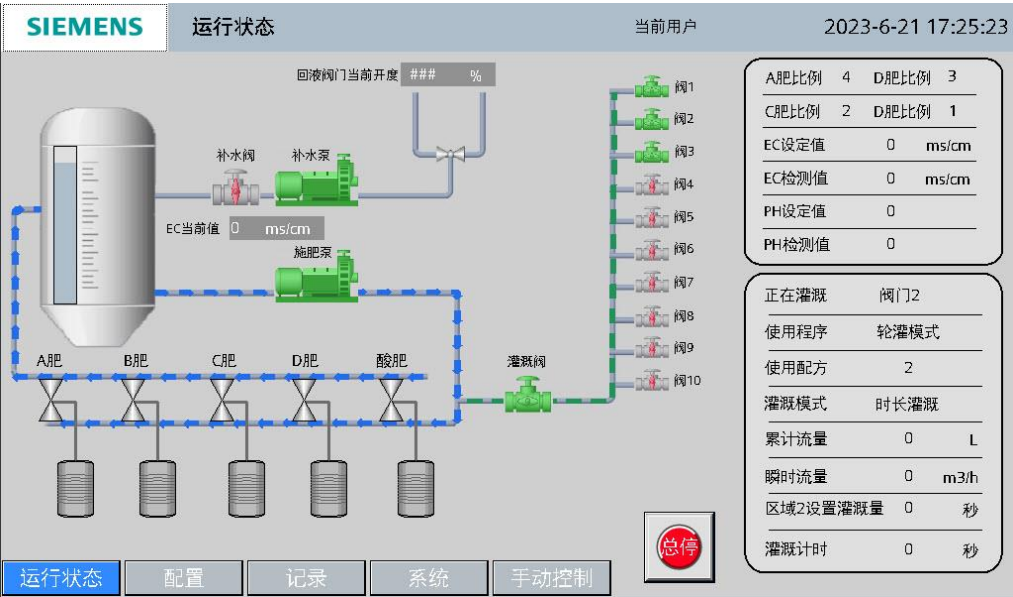 SIEMENS 运行状态 当前用户 2023-6-21 17:25:23
回液阀门当前开度 ### %
补水阀 补水泵
EC当前值 0 ms/cm
施肥泵
A肥 B肥 C肥 D肥 酸肥 灌溉阀
阀1
阀2
阀3
阀4
阀5
阀6
阀7
阀8
阀9
阀10
A肥比例 4 D肥比例 3
C肥比例 2 D肥比例 1
EC设定值 0 ms/cm
EC检测值 0 ms/cm
PH设定值 0
PH检测值 0
正在灌溉 阀门2
使用程序 轮灌模式
使用配方 2
灌溉模式 时长灌溉
累计流量 0 L
瞬时流量 0 m3/h
区域2设置灌溉量 0 秒
灌溉计时 0 秒
总停
运行状态 配置 记录 系统 手动控制